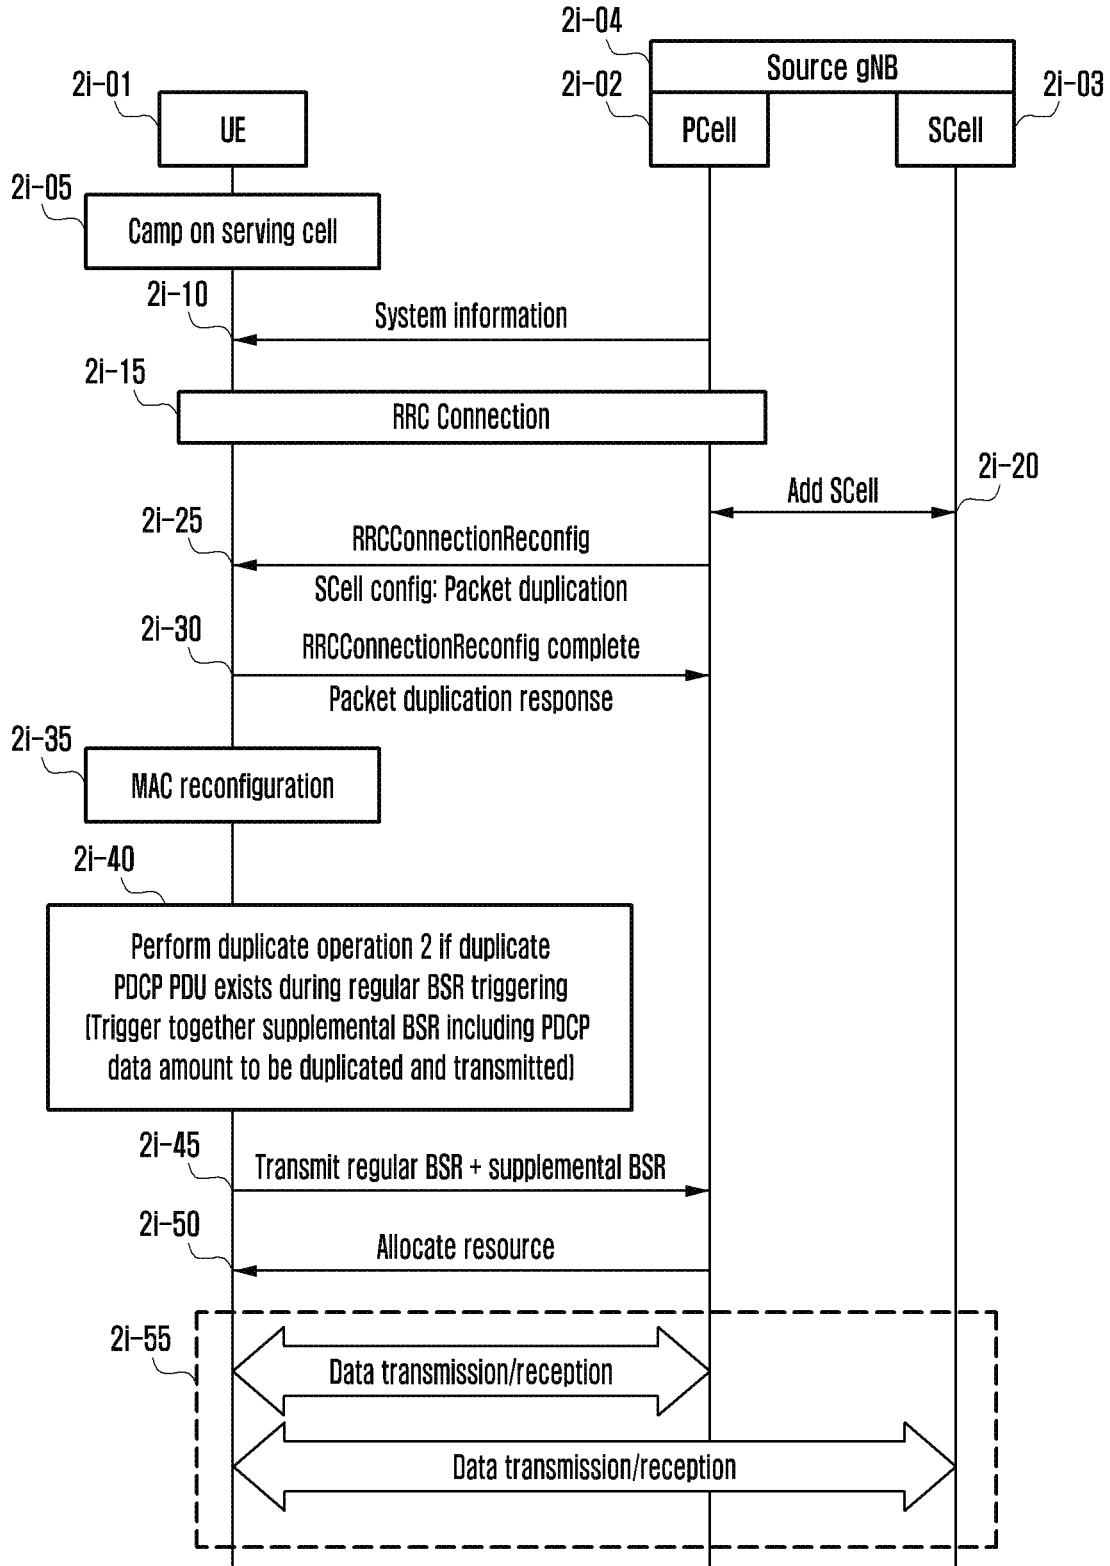 2i-04
Source gNB
2i-01
2i-02
2i-03
UE
PCell
SCell
2i-05
Camp on serving cell
2i-10
System information
2i-15
RRC Connection
2i-20
Add SCell
2i-25
RRCConnectionReconfig
SCell config: Packet duplication
2i-30
RRCConnectionReconfig complete
Packet duplication response
2i-35
MAC reconfiguration
2i-40
Perform duplicate operation 2 if duplicate
PDCP PDU exists during regular BSR triggering
(Trigger together supplemental BSR including PDCP
data amount to be duplicated and transmitted)
2i-45
Transmit regular BSR + supplemental BSR
2i-50
Allocate resource
2i-55
Data transmission/reception
Data transmission/reception